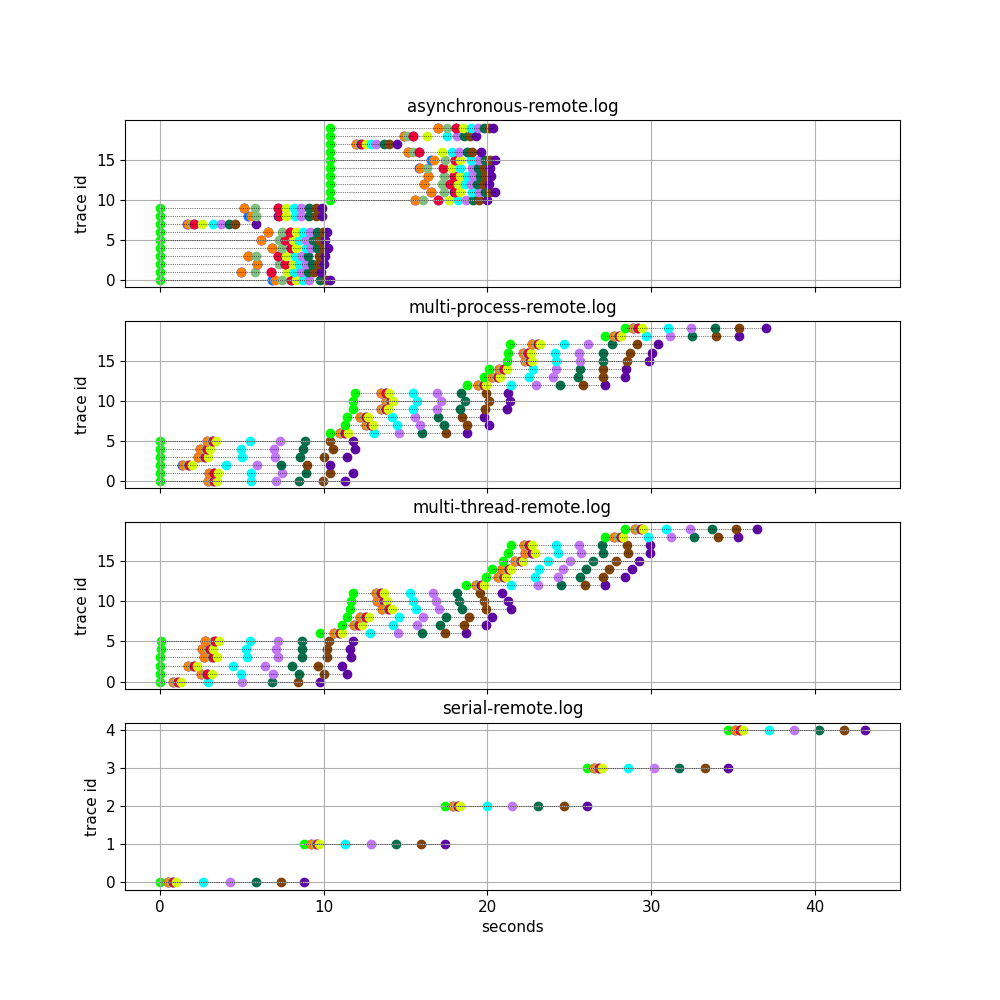 asynchronous-remote.log
trace id
15
10
5
0
multi-process-remote.log
trace id
15
10
5
0
multi-thread-remote.log
trace id
15
10
5
0
serial-remote.log
trace id
4
3
2
1
0
0 10 20 30 40
seconds